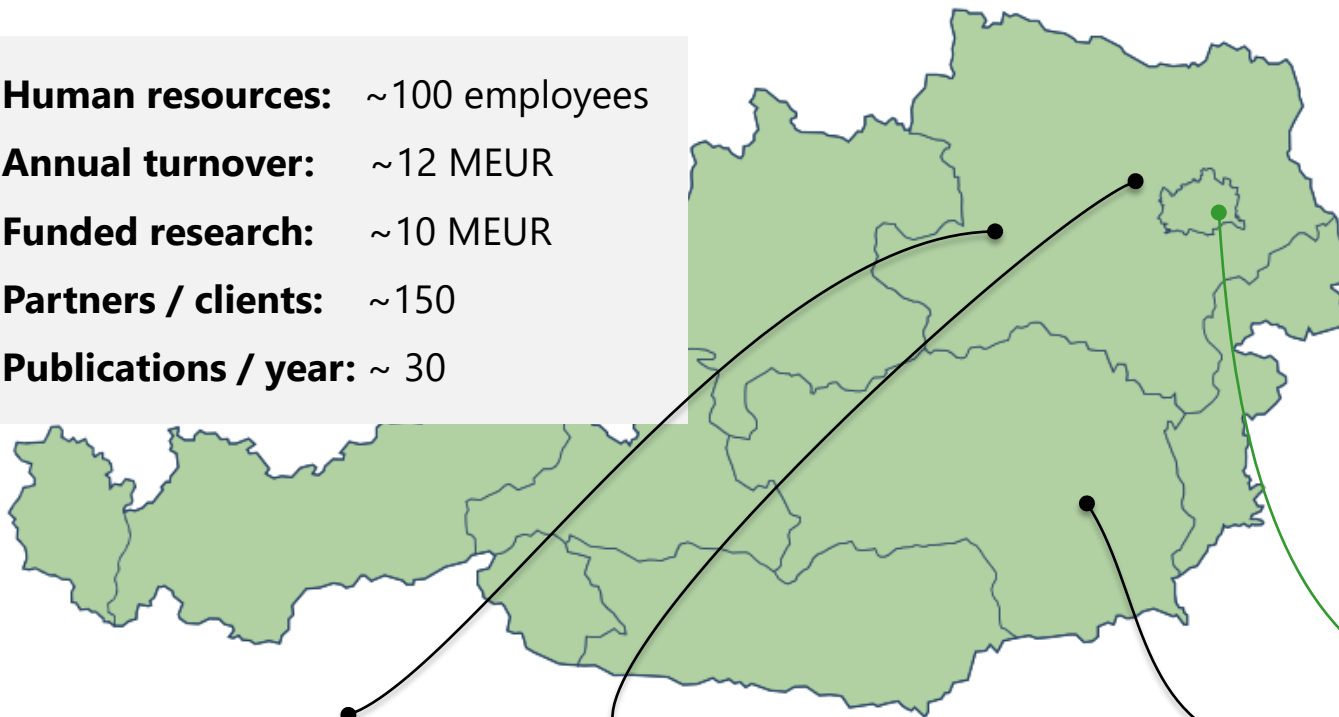 Human resources: ~100 employees
Annual turnover: ~12 MEUR
Funded research: ~10 MEUR
Partners / clients: ~150
Publications / year: ~ 30